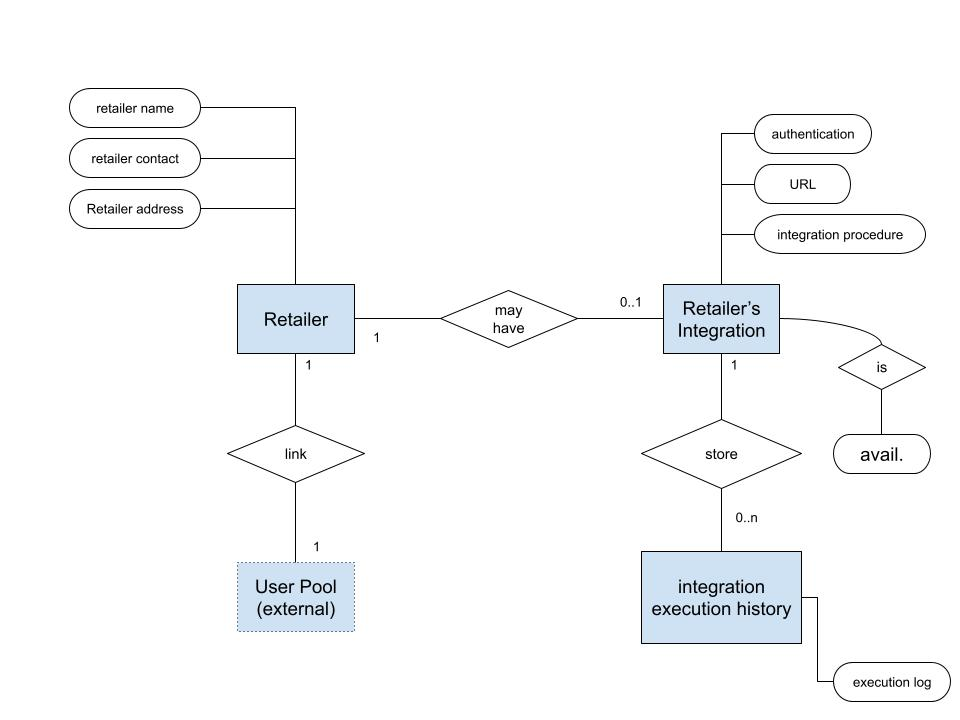 retailer name
retailer contact
Retailer address
authentication
URL
integration procedure
Retailer
1
may
have
0..1
Retailer’s
Integration
1
link
1
User Pool
(external)
1
store
0..n
is
avail.
integration
execution history
execution log